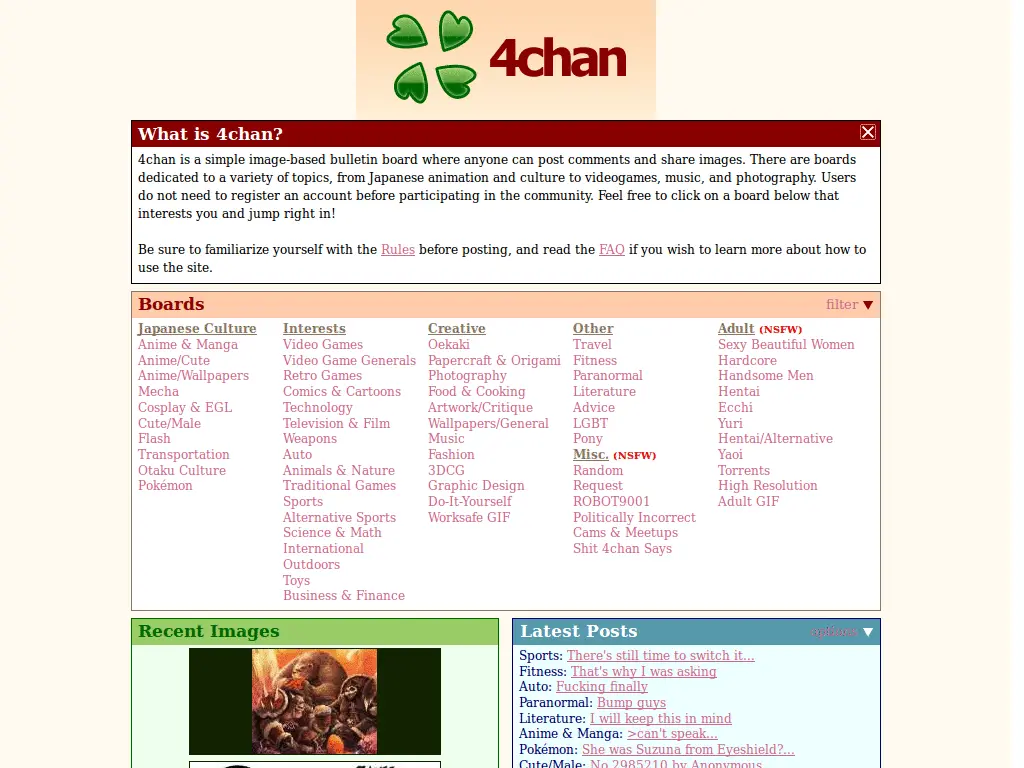 4chan
What is 4chan?
4chan is a simple image-based bulletin board where anyone can post comments and share images. There are boards
dedicated to a variety of topics, from Japanese animation and culture to videogames, music, and photography. Users
do not need to register an account before participating in the community. Feel free to click on a board below that
interests you and jump right in!
Be sure to familiarize yourself with the Rules before posting, and read the FAQ if you wish to learn more about how to
use the site.
Boards
filter ▼
Japanese Culture
Anime & Manga
Anime/Cute
Anime/Wallpapers
Mecha
Cosplay & EGL
Cute/Male
Flash
Transportation
Otaku Culture
Pokémon
Interests
Video Games
Video Game Generals
Retro Games
Comics & Cartoons
Technology
Television & Film
Weapons
Auto
Animals & Nature
Traditional Games
Sports
Alternative Sports
Science & Math
International
Outdoors
Toys
Business & Finance
Creative
Oekaki
Papercraft & Origami
Photography
Food & Cooking
Artwork/Critique
Wallpapers/General
Music
Fashion
3DCG
Graphic Design
Do-It-Yourself
Worksafe GIF
Other
Travel
Fitness
Paranormal
Literature
Advice
LGBT
Pony
Misc. (NSFW)
Random
Request
ROBOT9001
Politically Incorrect
Cams & Meetups
Shit 4chan Says
Adult (NSFW)
Sexy Beautiful Women
Hardcore
Handsome Men
Hentai
Ecchi
Yuri
Hentai/Alternative
Yaoi
Torrents
High Resolution
Adult GIF
Recent Images
Latest Posts
options ▼
Sports: There's still time to switch it...
Fitness: That's why I was asking
Auto: Fucking finally
Paranormal: Bump guys
Literature: I will keep this in mind
Anime & Manga: >can't speak...
Pokémon: She was Suzuna from Eyeshield?...
Cute/Male: No.2985210 by Anonymous